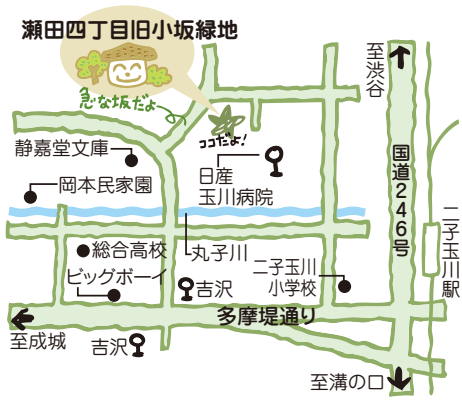 瀬田四丁目旧小坂緑地
急な坂だよ
ココだよ!
至渋谷
静嘉堂文庫
岡本民家園
日産
玉川病院
国道246号
二子玉川駅
総合高校
丸子川
ビッグボーイ
吉沢
二子玉川
小学校
多摩堤通り
至成城
吉沢
至溝の口